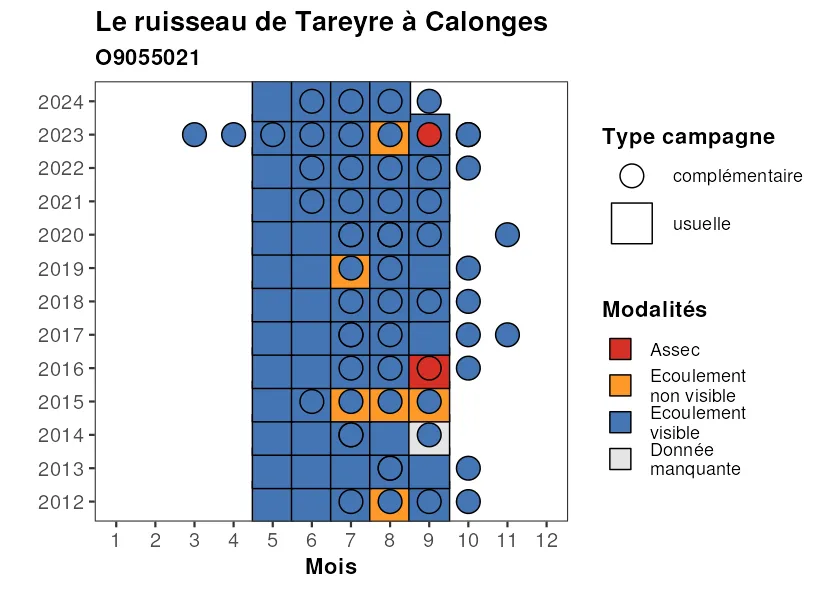 Le ruisseau de Tareyre à Calonges
O9055021
2024
2023
2022
2021
2020
2019
2018
2017
2016
2015
2014
2013
2012
1 2 3 4 5 6 7 8 9 10 11 12
Mois
Type campagne
complémentaire
usuelle
Modalités
Assec
Ecoulement
non visible
Ecoulement
visible
Donnée
manquante